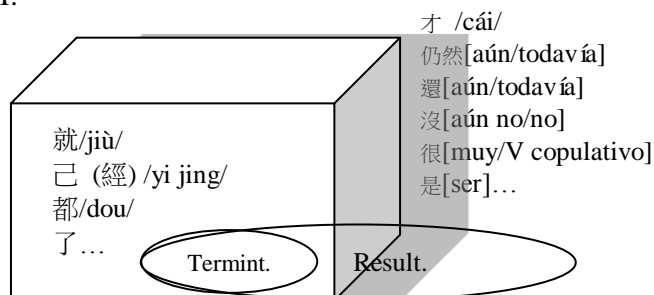 I.
就/jiù/
己 (經) /yi jing/
都/dou/
了…
才 /cái/
仍然[aún/todavía]
還[aún/todavía]
沒[aún no/no]
很[muy/V copulativo]
是[ser]…
Termint.
Result.